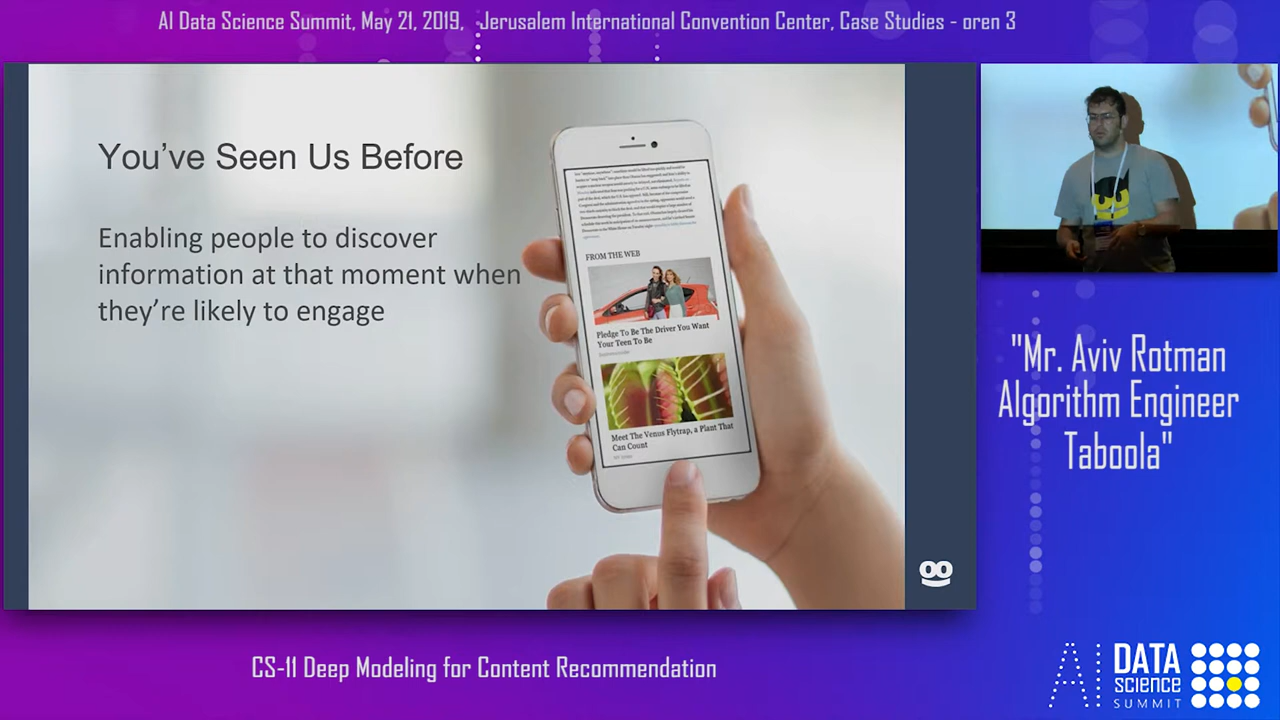 AI Data Science Summit, May 21, 2019, Jerusalem International Convention Center, Case Studies - oren 3
You've Seen Us Before
Enabling people to discover
information at that moment when
they're likely to engage
FROM THE WEB
Pledge To Be The Driver You Want
Your Teen To Be
Meet The Venus Flytrap, a Plant That
Can Count
"Mr. Aviv Rotman
Algorithm Engineer
Taboola"
CS-11 Deep Modeling for Content Recommendation
AI DATA
SCIENCE
SUMMIT